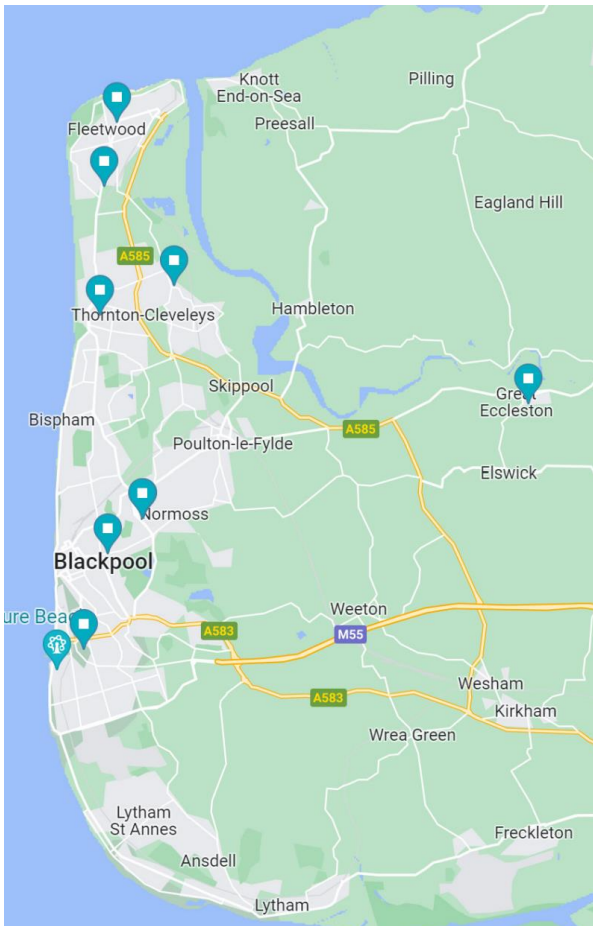 Knott
End-on-Sea
Pilling
Preesall
Fleetwood
Eagland Hill
A585
Hambleton
Thornton-Cleveleys
Skippool
Great
Eccleston
Bispham
A585
Poulton-le-Fylde
Elswick
Normoss
Blackpool
Weeton
ure Beach
A583
M55
Wesham
A583
Kirkham
Wrea Green
Lytham
St Annes
Freckleton
Ansdell
Lytham